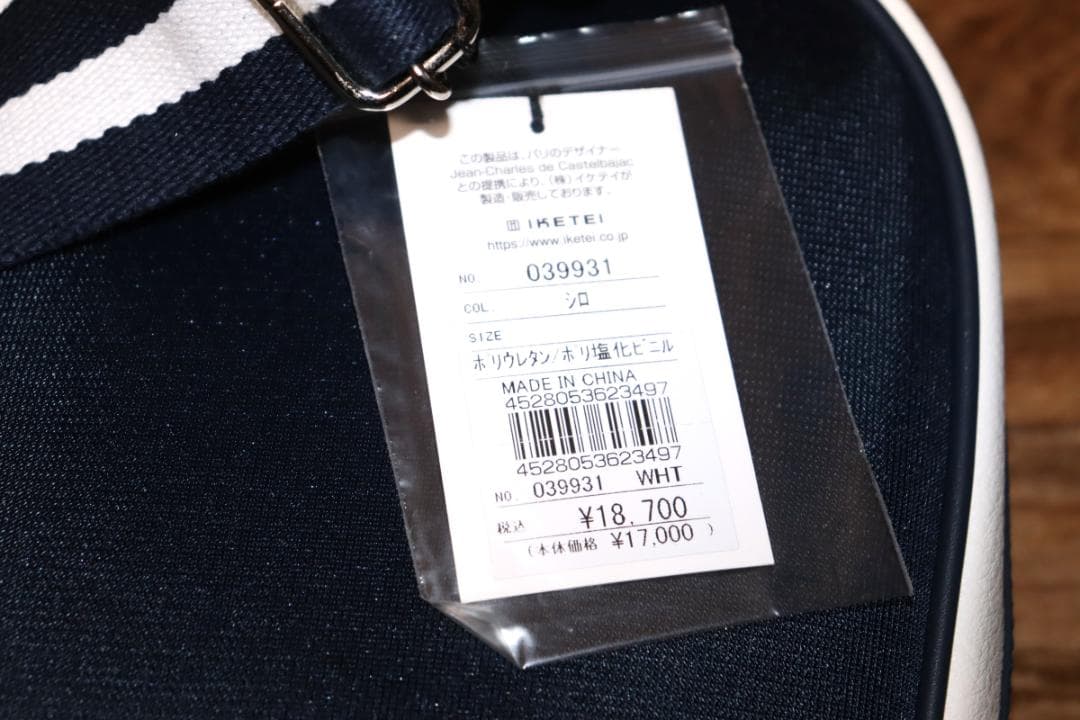 この製品は、パリのデザイナー
Jean-Charles de Castelbajac
との提携により、(株)イケテイが
製造・販売しております。
IKETEI
https://www.iketei.co.jp
NO. 039931
COL. シロ
SIZE
ポリウレタン/ポリ塩化ビニル
MADE IN CHINA
4528053623497
4528053623497
NO. 039931 WHT
税込 ¥18,700
(本体価格 ¥17,000 )